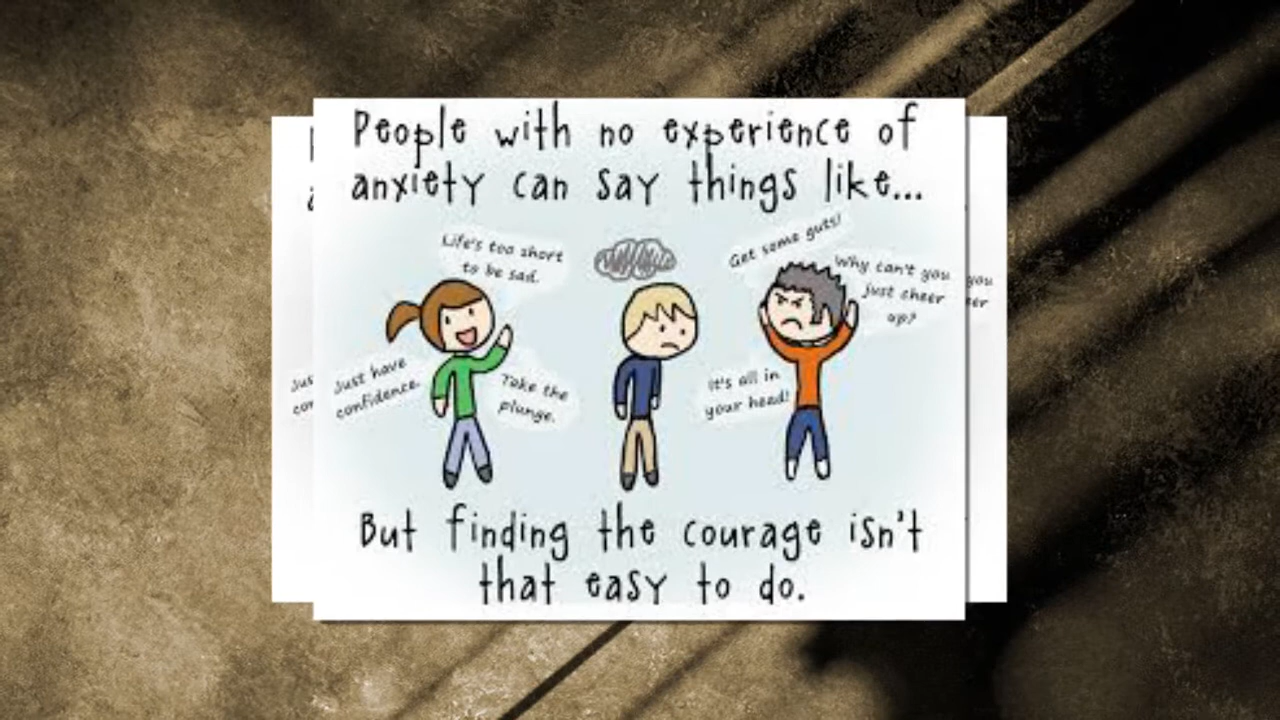 People with no experience of
anxiety can say things like...
Life's too short
to be sad.
Just have
confidence.
Take the
plunge.
Get some guts!
Why can't you
just cheer
up?
It's all in
your head!
But finding the courage isn't
that easy to do.